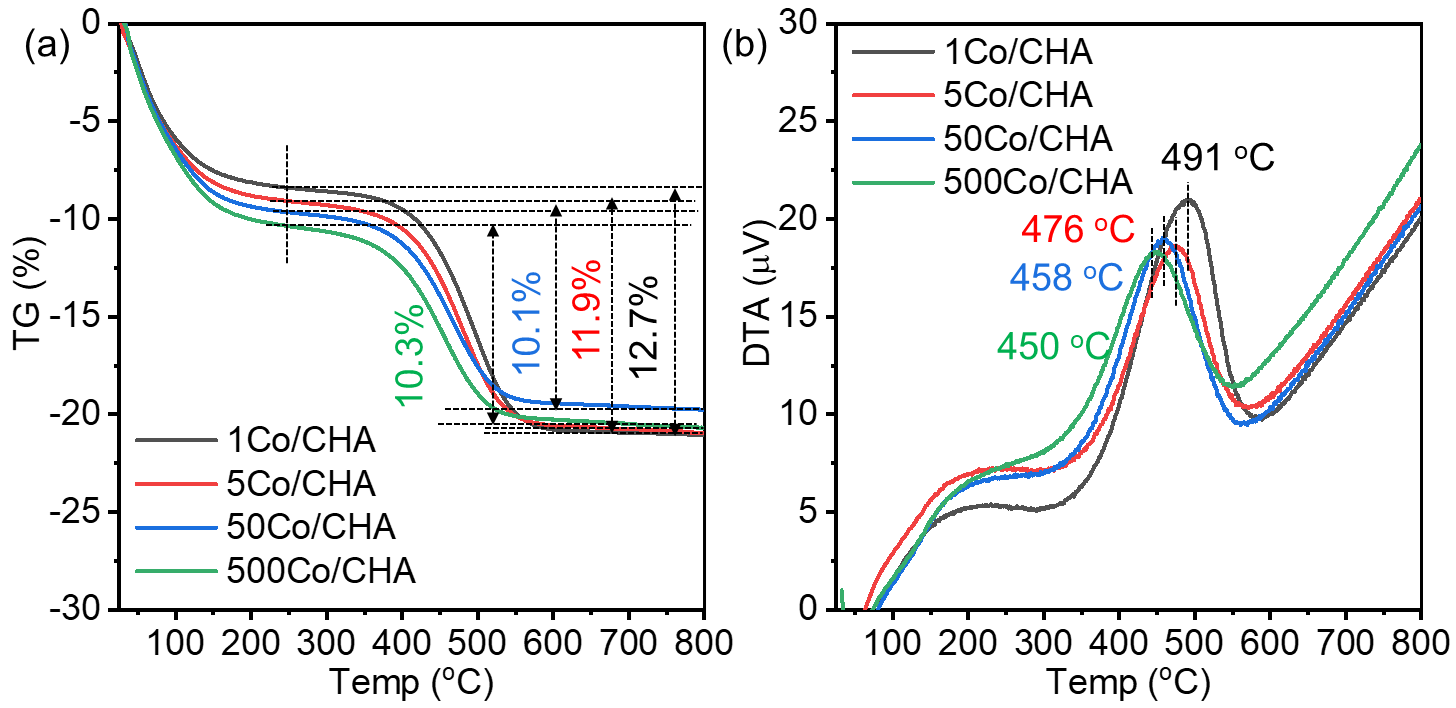 (a)
TG (%)
0
-5
-10
-15
-20
-25
-30
10.3%
10.1%
11.9%
12.7%
1Co/CHA
5Co/CHA
50Co/CHA
500Co/CHA
100 200 300 400 500 600 700 800
Temp (°C)
(b)
DTA (μV)
30
25
20
15
10
5
0
1Co/CHA
5Co/CHA
50Co/CHA
500Co/CHA
491 °C
476 °C
458 °C
450 °C
100 200 300 400 500 600 700 800
Temp (°C)